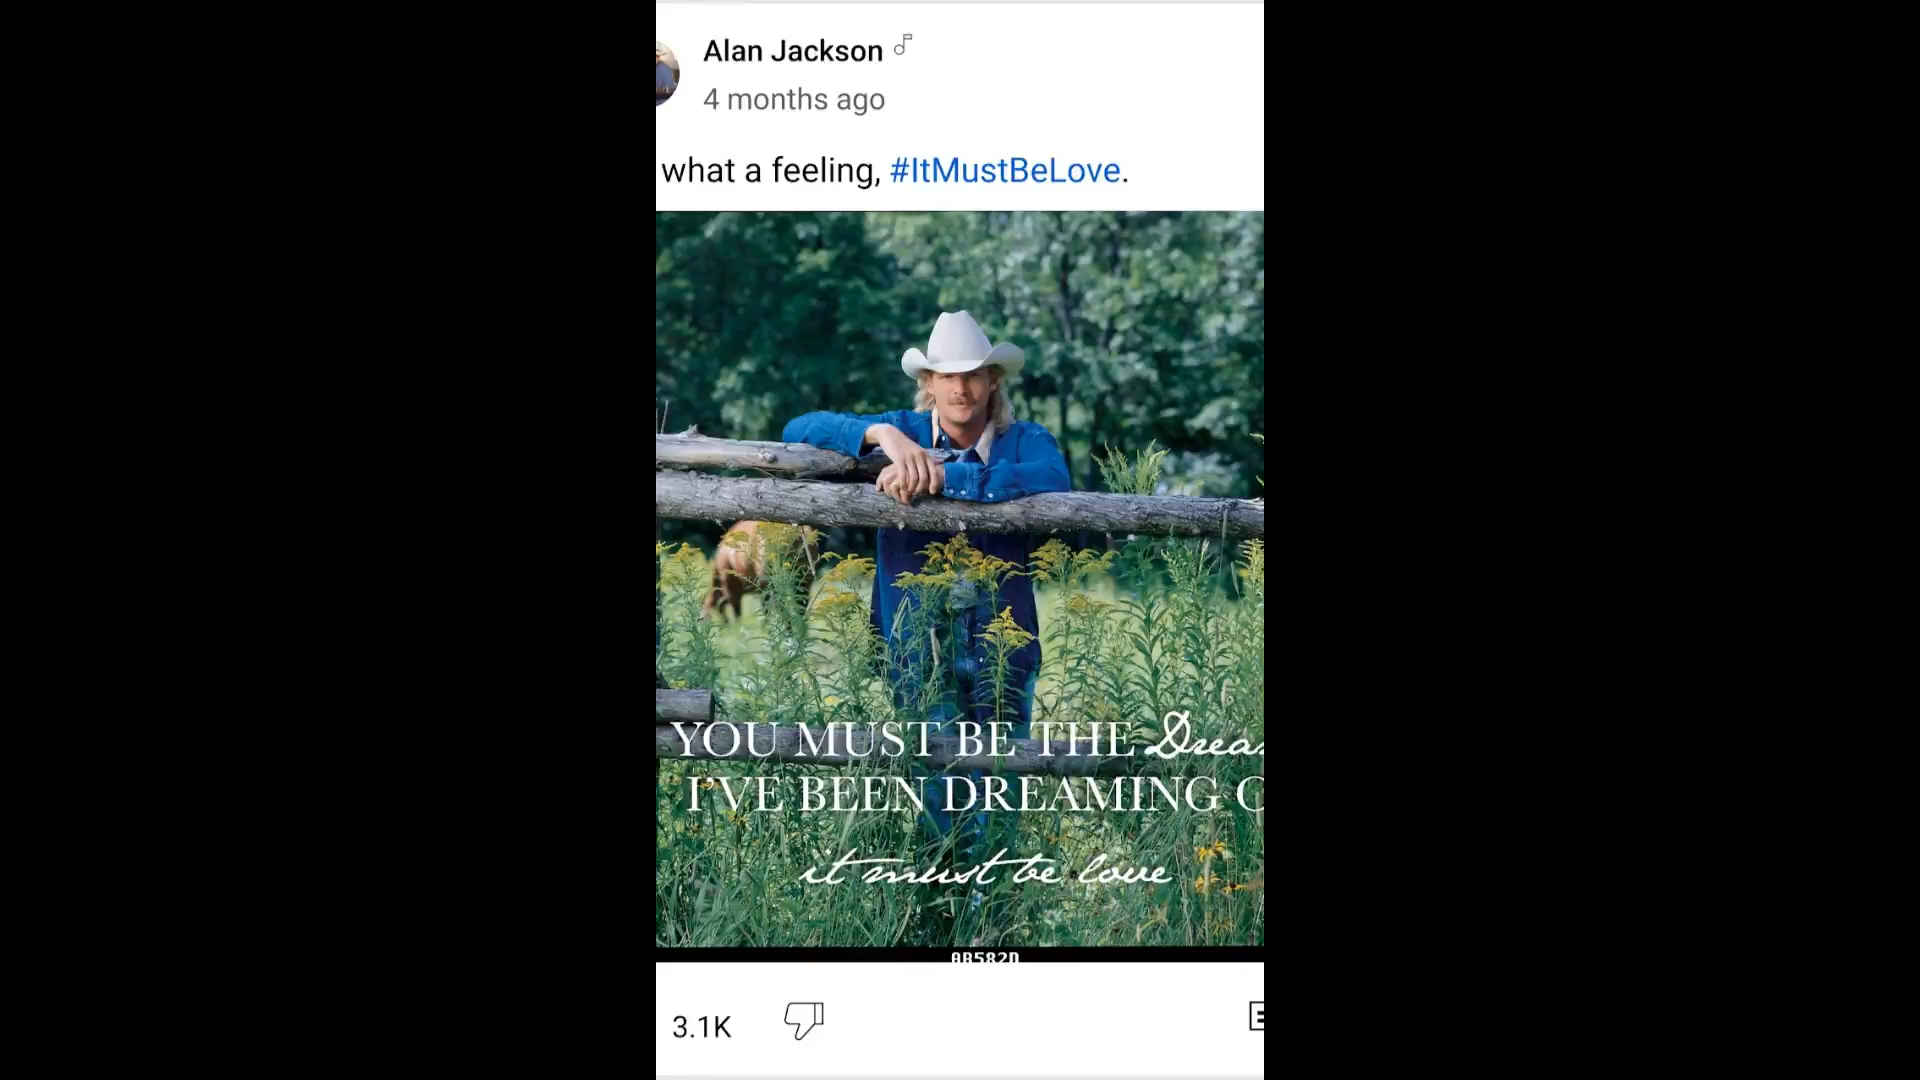 Alan Jackson
4 months ago
what a feeling, #ItMustBeLove.
YOU MUST BE THE
I'VE BEEN DREAMING
it must be love
AB582D
3.1K